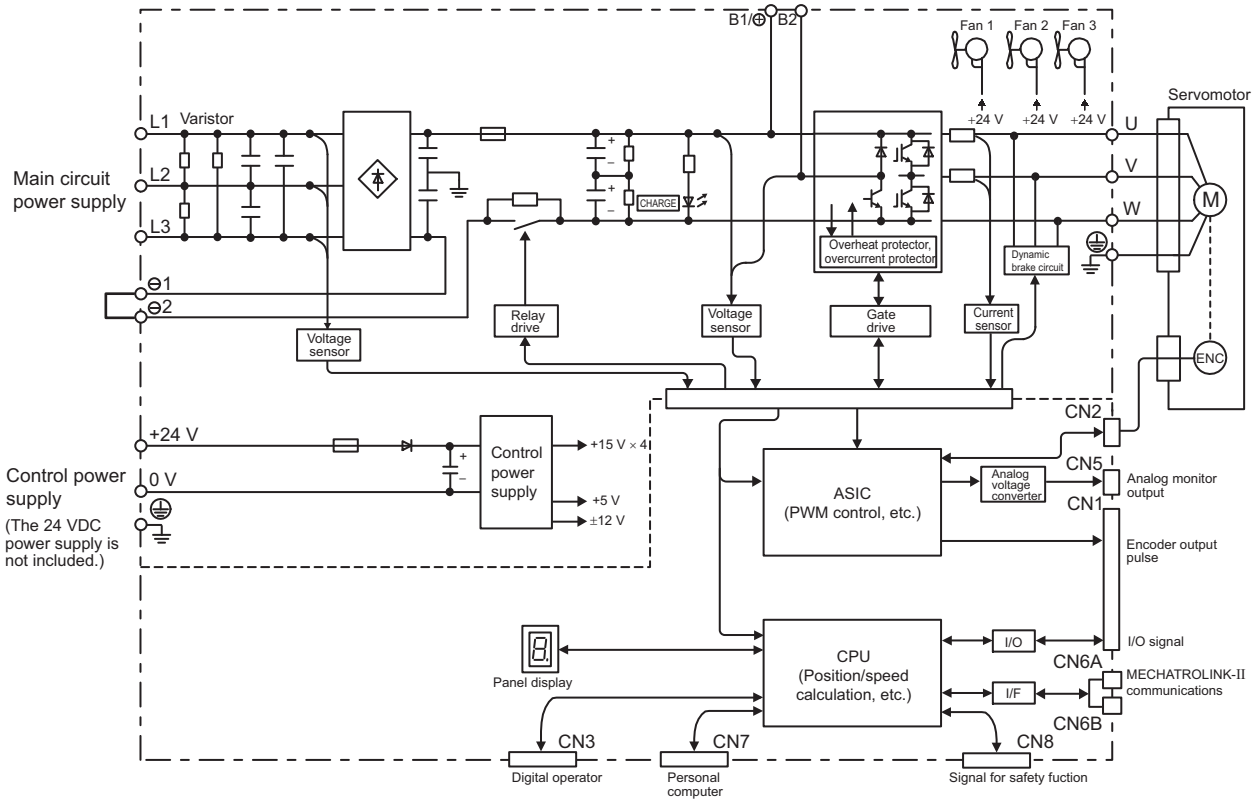 B1/⊕ B2
Fan 1 Fan 2 Fan 3
+24 V +24 V +24 V
Servomotor
L1 Varistor
U
Main circuit
power supply
L2
V
M
L3
W
+
–
+
–
CHARGE
Overheat protector,
overcurrent protector
Dynamic
brake circuit
⊖1
⊖2
Voltage
sensor
Relay
drive
Voltage
sensor
Gate
drive
Current
sensor
ENC
+24 V
0 V
Control power
supply
(The 24 VDC
power supply is
not included.)
+
–
Control
power
supply
+15 V × 4
+5 V
±12 V
ASIC
(PWM control, etc.)
Analog
voltage
converter
CN2
CN5
Analog monitor
output
CN1
Encoder output
pulse
8.
Panel display
CPU
(Position/speed
calculation, etc.)
I/O
I/O signal
I/F
CN6A
MECHATROLINK-II
communications
CN6B
CN3
Digital operator
CN7
Personal
computer
CN8
Signal for safety fuction